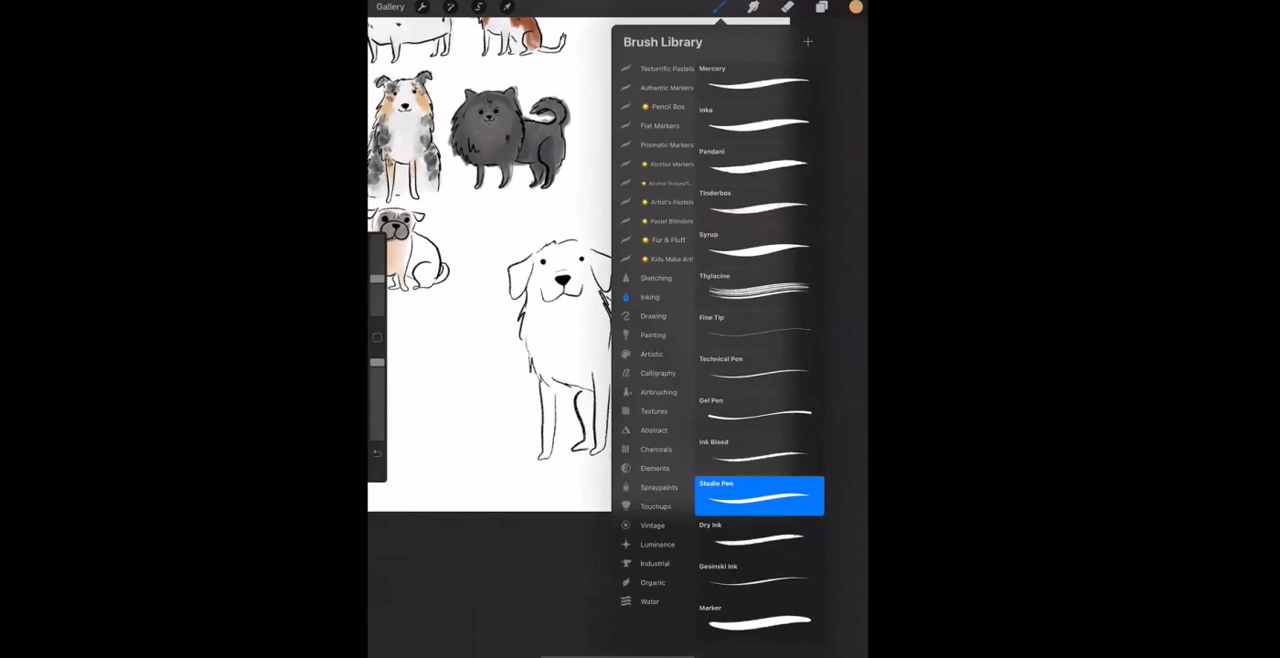 Gallery
Brush Library
Texturrific Pastels
Authentic Markers
Pencil Box
Flat Markers
Prismatic Markers
Alcohol Markers
Artist's Pastels
Pastel Blenders
Fur & Fluff
Kids Make Art!
Sketching
Inking
Drawing
Painting
Artistic
Calligraphy
Airbrushing
Textures
Abstract
Charcoals
Elements
Spraypaints
Touchups
Vintage
Luminance
Industrial
Organic
Water
Mercury
Inka
Pandani
Tinderbox
Syrup
Thylacine
Fine Tip
Technical Pen
Gel Pen
Ink Bleed
Studio Pen
Dry Ink
Gesinski Ink
Marker